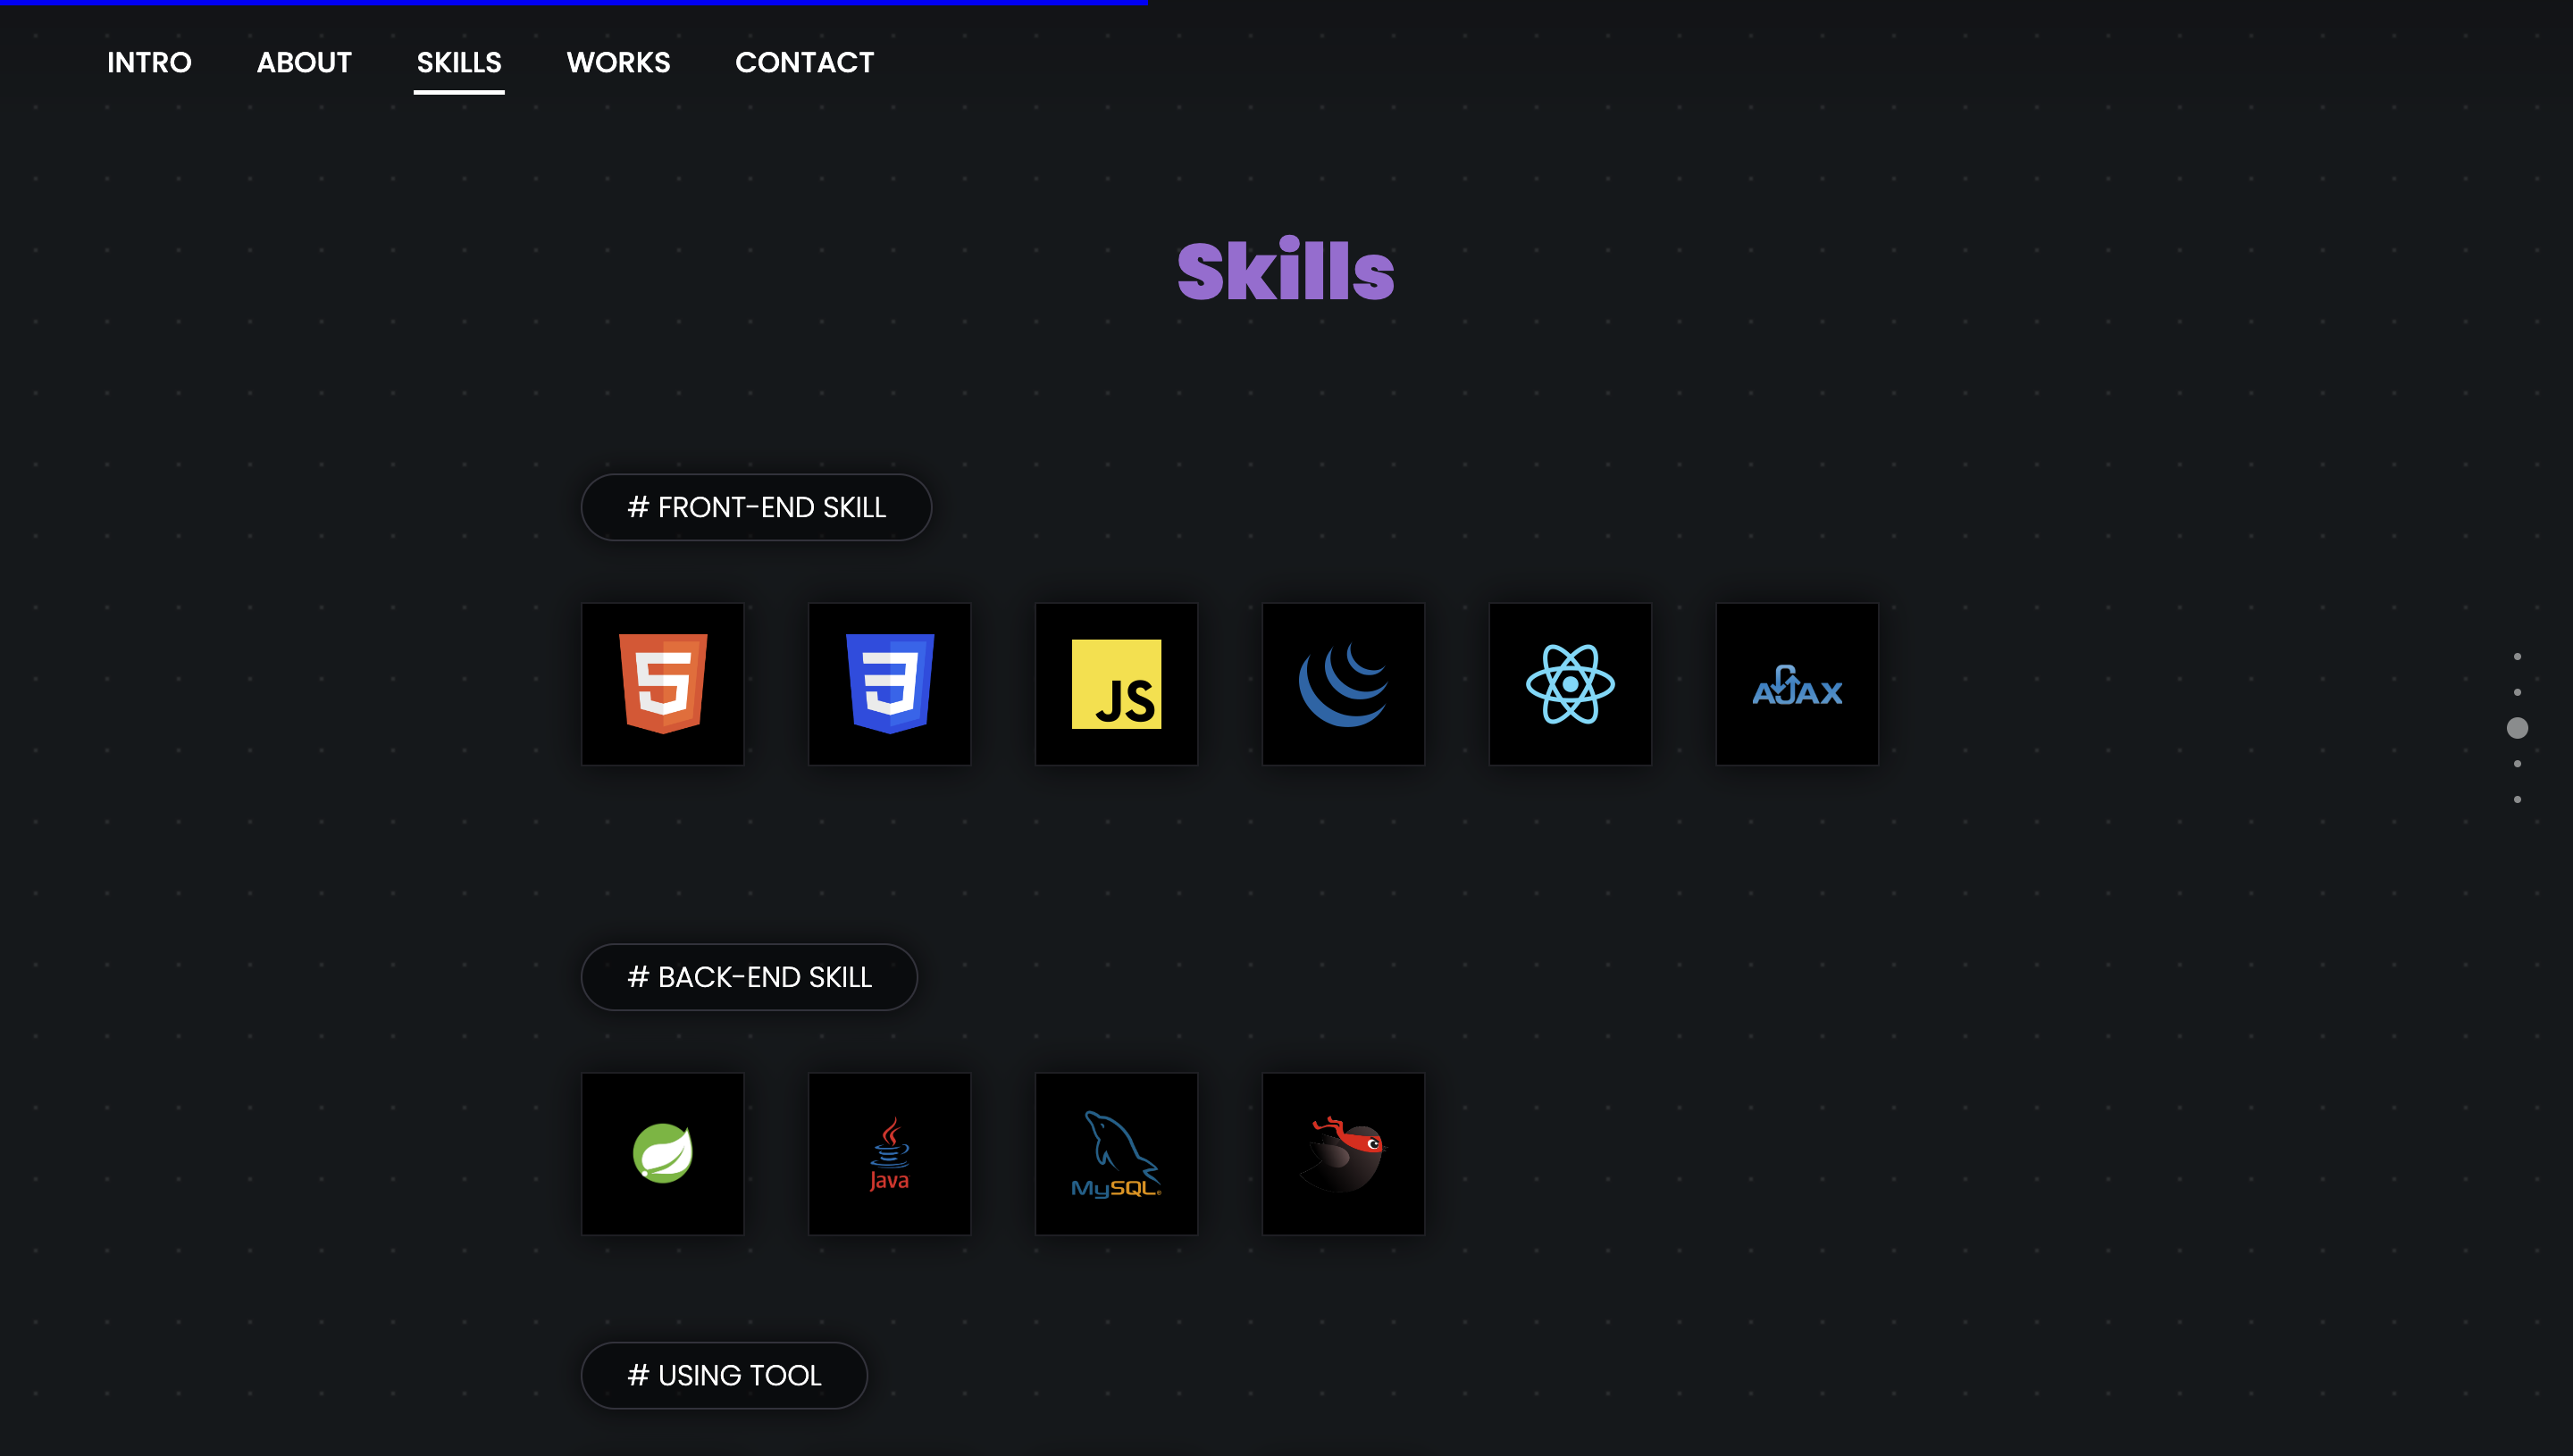 INTRO ABOUT SKILLS WORKS CONTACT
Skills
# FRONT-END SKILL
5 3 JS AJAX
# BACK-END SKILL
Java MySQL®
# USING TOOL